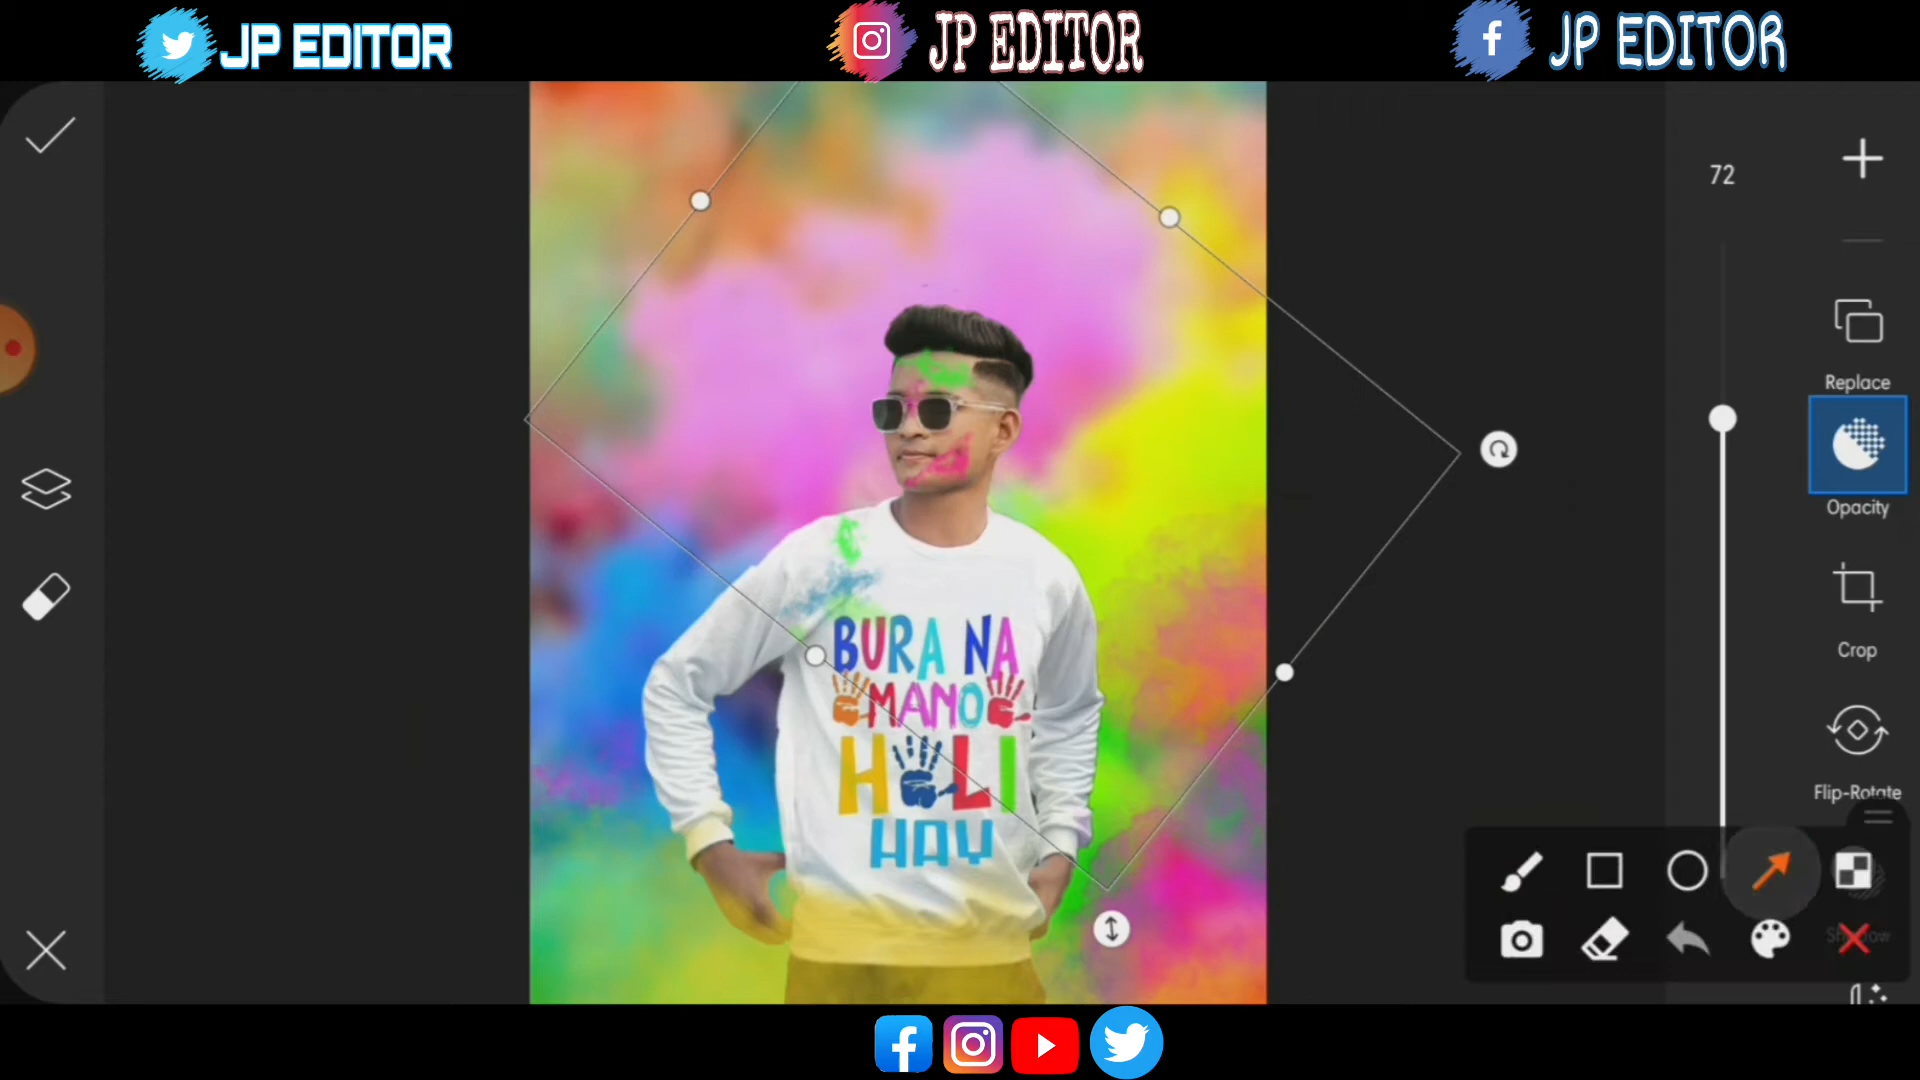 JP EDITOR
JP EDITOR
JP EDITOR
72
Replace
Opacity
Crop
Flip-Rotate
BURA NA
MANO
HOLI
HAY